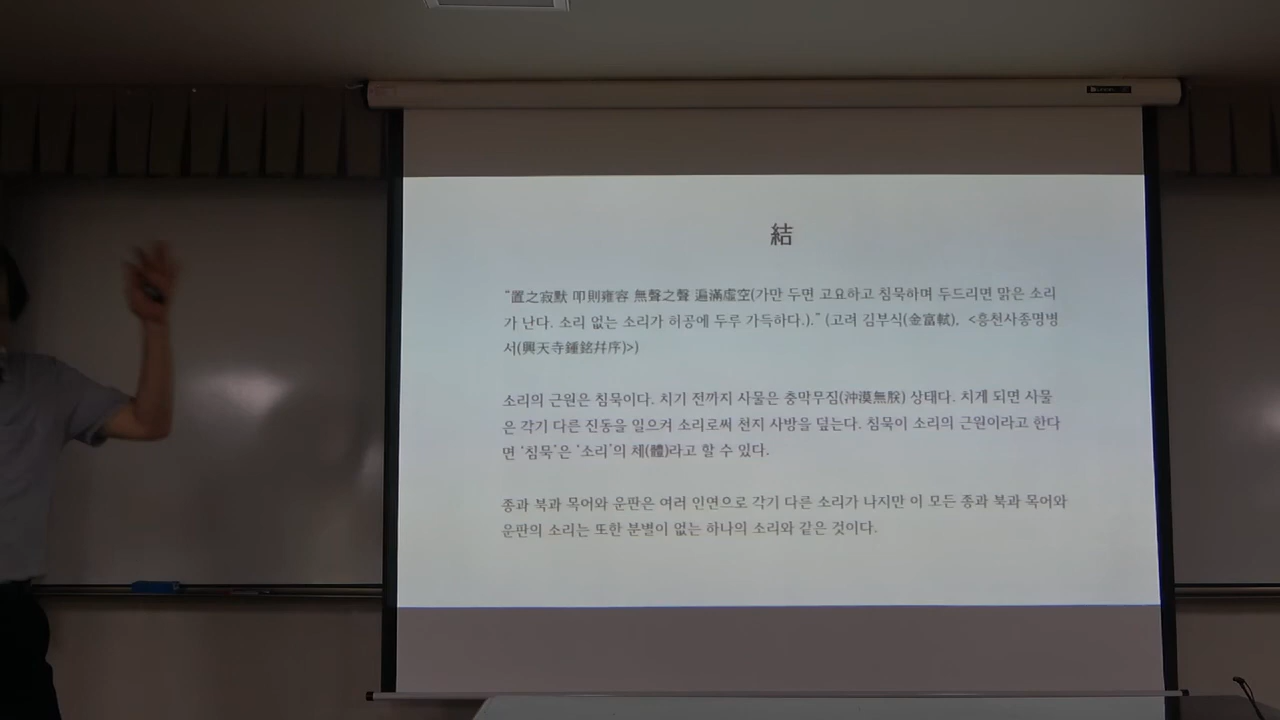 結
“置之寂默 叩則雍容 無聲之聲 遍滿虛空(가만 두면 고요하고 침묵하며 두드리면 맑은 소리
가 난다. 소리 없는 소리가 허공에 두루 가득하다.).” (고려 김부식(金富軾), <흥천사종명병
서(興天寺鍾銘幷序)>)
소리의 근원은 침묵이다. 치기 전까지 사물은 충막무짐(沖漠無朕) 상태다. 치게 되면 사물
은 각기 다른 진동을 일으켜 소리로써 천지 사방을 덮는다. 침묵이 소리의 근원이라고 한다
면 ‘침묵’은 ‘소리’의 체(體)라고 할 수 있다.
종과 북과 목어와 운판은 여러 인면으로 각기 다른 소리가 나지만 이 모든 종과 북과 목어와
운판의 소리는 또한 분별이 없는 하나의 소리와 같은 것이다.